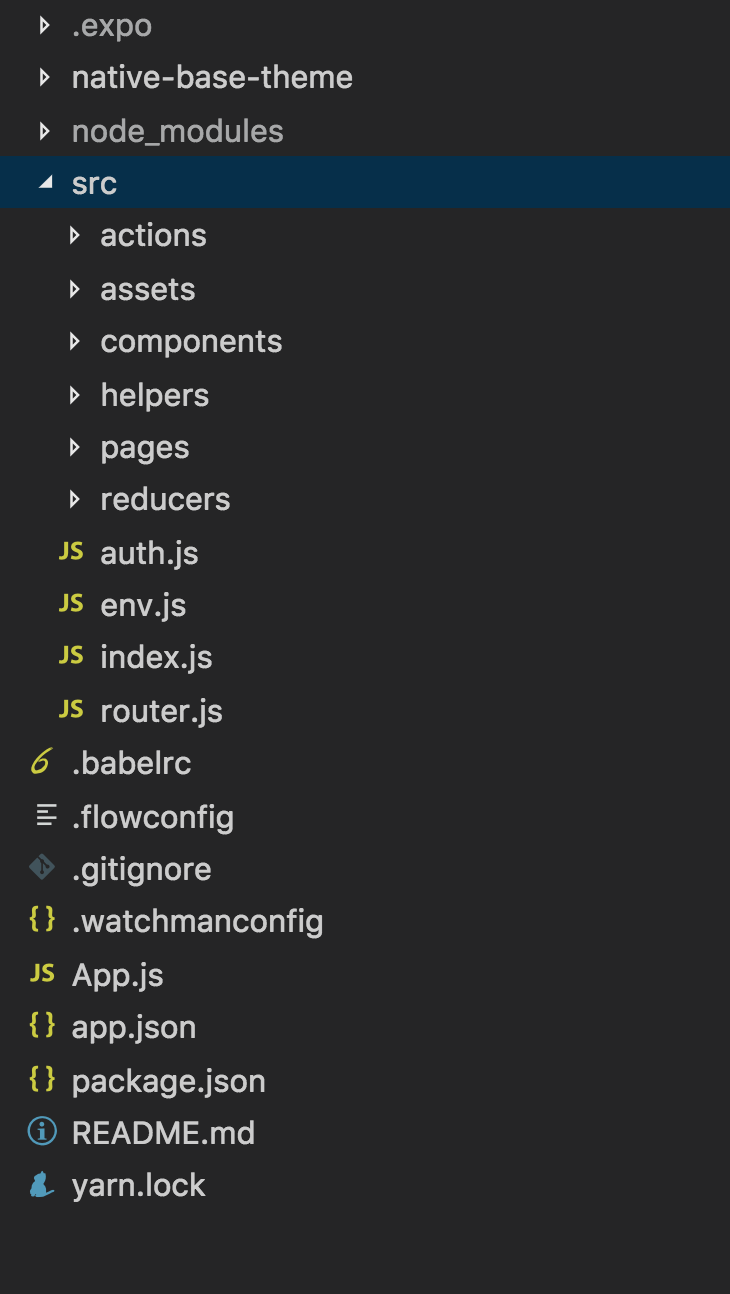 .expo
native-base-theme
node_modules
src
actions
assets
components
helpers
pages
reducers
JS auth.js
JS env.js
JS index.js
JS router.js
.babelrc
.flowconfig
.gitignore
{} .watchmanconfig
JS App.js
{} app.json
{} package.json
README.md
yarn.lock